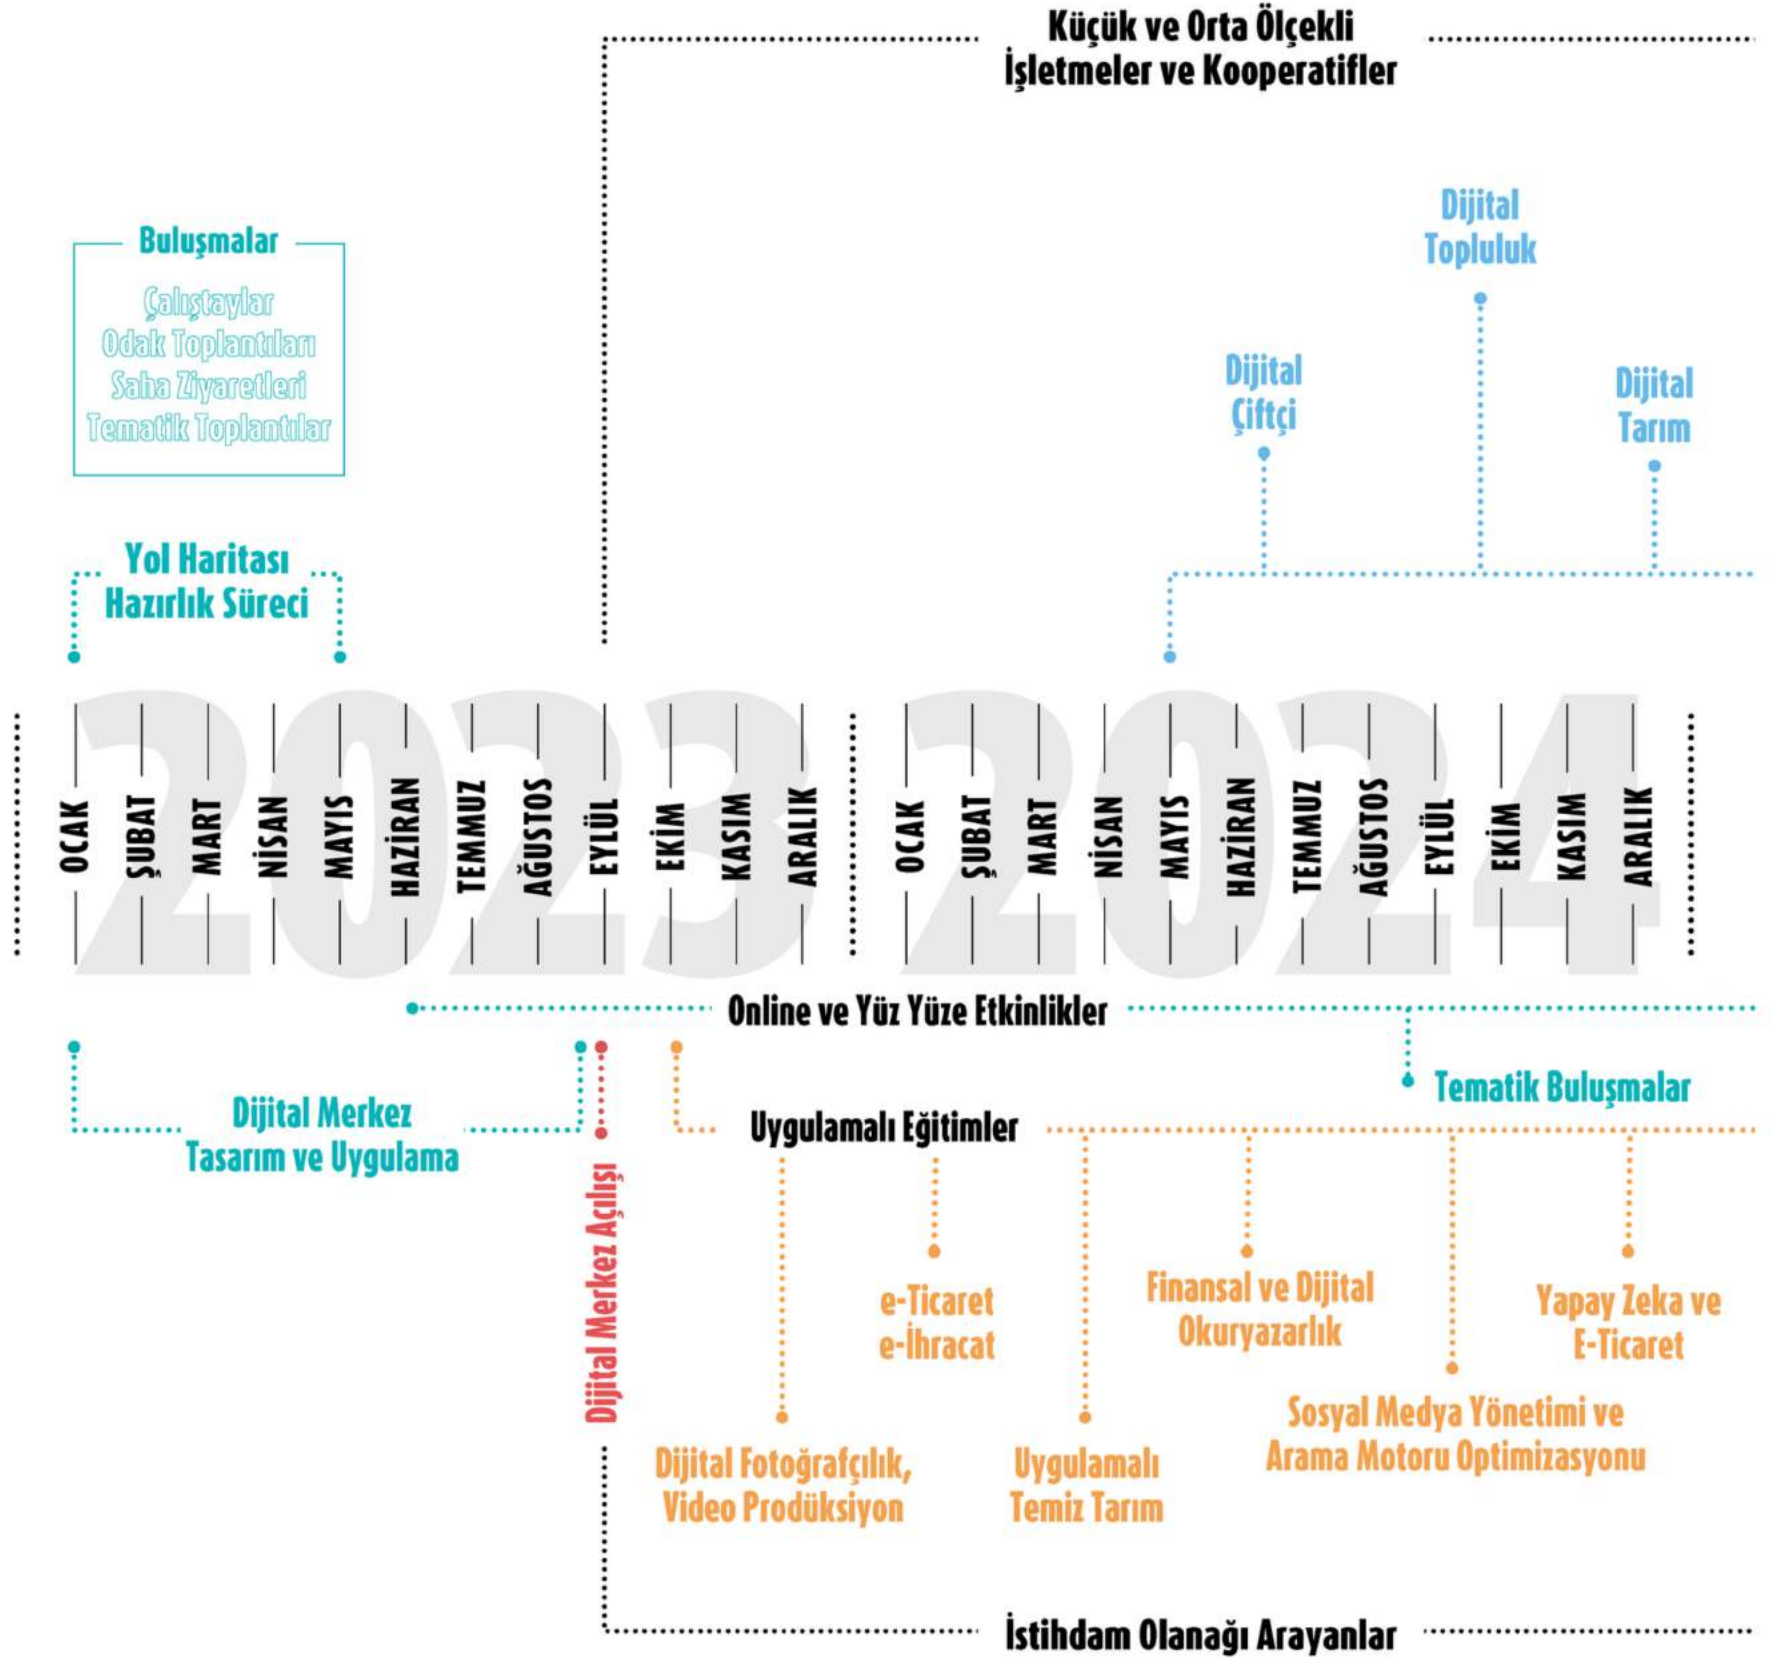 Küçük ve Orta Ölçekli
İşletmeler ve Kooperatifler
Dijital
Topluluk
Buluşmalar
Çalıştaylar
Odak Toplantıları
Saha Ziyaretleri
Tematik Toplantılar
Dijital
Çiftçi
Dijital
Tarım
Yol Haritası
Hazırlık Süreci
2023
OCAK
ŞUBAT
MART
NİSAN
MAYIS
HAZİRAN
TEMMUZ
AĞUSTOS
EYLÜL
EKİM
KASIM
ARALIK
2024
OCAK
ŞUBAT
MART
NİSAN
MAYIS
HAZİRAN
TEMMUZ
AĞUSTOS
EYLÜL
EKİM
KASIM
ARALIK
Online ve Yüz Yüze Etkinlikler
Tematik Buluşmalar
Dijital Merkez
Tasarım ve Uygulama
Uygulamalı Eğitimler
Dijital Merkez Açılışı
e-Ticaret
e-İhracat
Finansal ve Dijital
Okuryazarlık
Yapay Zeka ve
E-Ticaret
Sosyal Medya Yönetimi ve
Arama Motoru Optimizasyonu
Dijital Fotoğrafçılık,
Video Prodüksiyon
Uygulamalı
Temiz Tarım
İstihdam Olanağı Arayanlar